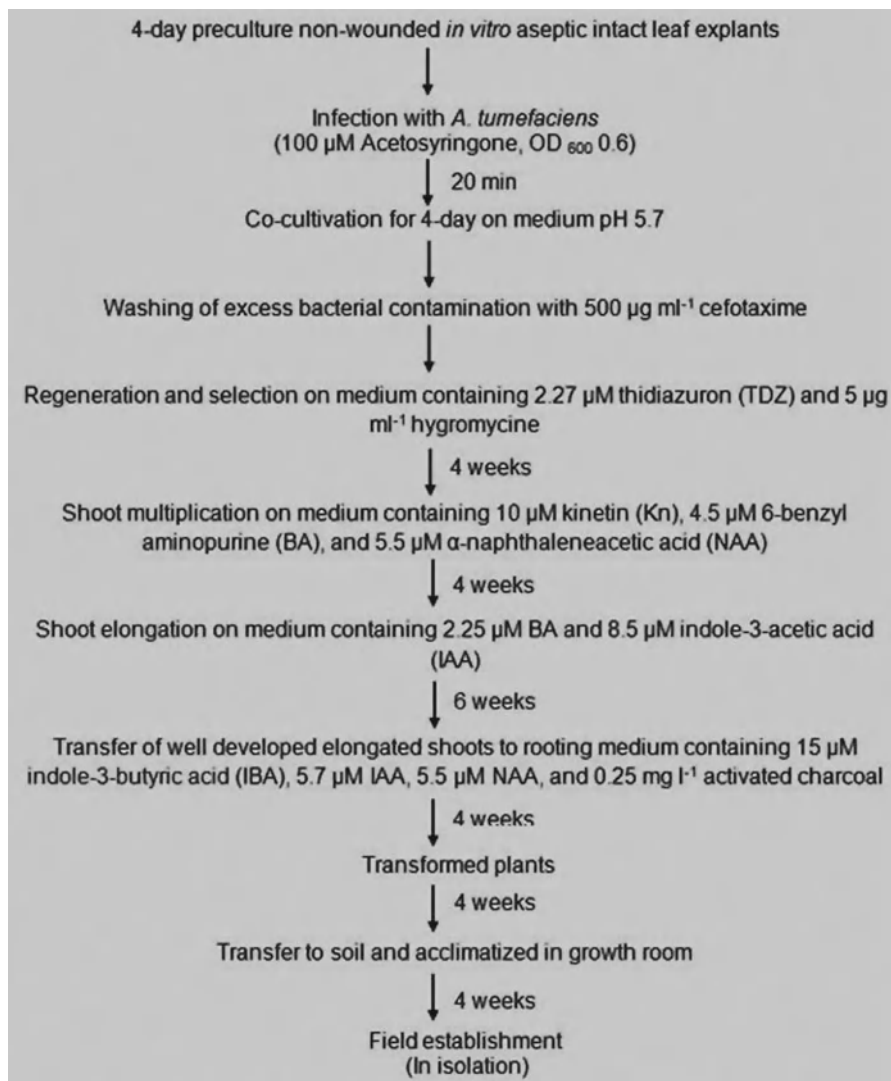 4-day preculture non-wounded in vitro aseptic intact leaf explants
Infection with A. tumefaciens
(100 µM Acetosyringone, OD 600 0.6)
20 min
Co-cultivation for 4-day on medium pH 5.7
Washing of excess bacterial contamination with 500 µg ml-1 cefotaxime
Regeneration and selection on medium containing 2.27 µM thidiazuron (TDZ) and 5 µg
ml-1 hygromycine
4 weeks
Shoot multiplication on medium containing 10 µM kinetin (Kn), 4.5 µM 6-benzyl
aminopurine (BA), and 5.5 µM α-naphthaleneacetic acid (NAA)
4 weeks
Shoot elongation on medium containing 2.25 µM BA and 8.5 µM indole-3-acetic acid
(IAA)
6 weeks
Transfer of well developed elongated shoots to rooting medium containing 15 µM
indole-3-butyric acid (IBA), 5.7 µM IAA, 5.5 µM NAA, and 0.25 mg l-1 activated charcoal
4 weeks
Transformed plants
4 weeks
Transfer to soil and acclimatized in growth room
4 weeks
Field establishment
(In isolation)